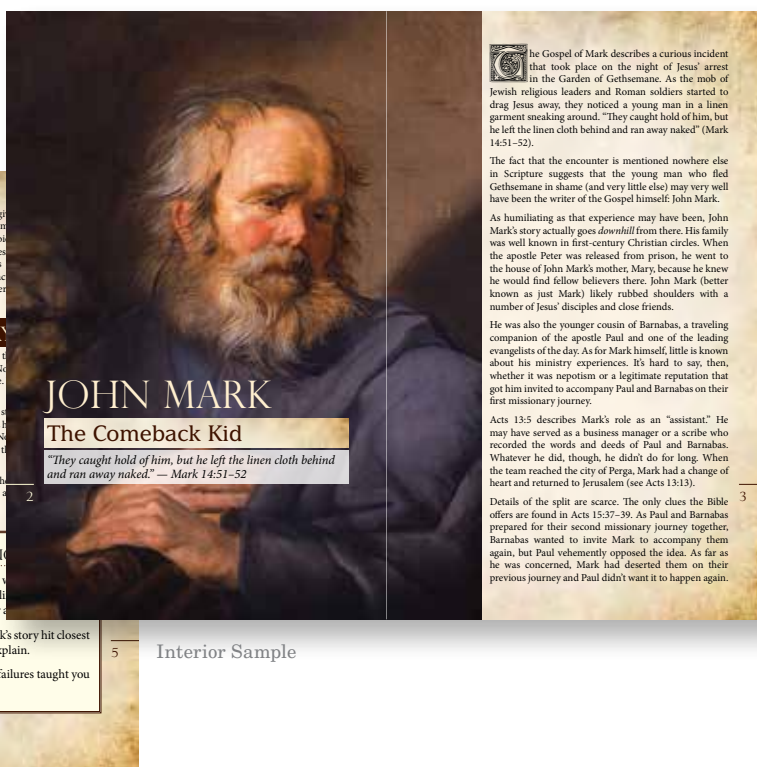 JOHN MARK
The Comeback Kid
“They caught hold of him, but he left the linen cloth behind
and ran away naked.” — Mark 14:51–52
2
The Gospel of Mark describes a curious incident
that took place on the night of Jesus’ arrest
in the Garden of Gethsemane. As the mob of
Jewish religious leaders and Roman soldiers started to
drag Jesus away, they noticed a young man in a linen
garment sneaking around. “They caught hold of him, but
he left the linen cloth behind and ran away naked” (Mark
14:51–52).
The fact that the encounter is mentioned nowhere else
in Scripture suggests that the young man who fled
Gethsemane in shame (and very little else) may very well
have been the writer of the Gospel himself: John Mark.
As humiliating as that experience may have been, John
Mark’s story actually goes downhill from there. His family
was well known in first-century Christian circles. When
the apostle Peter was released from prison, he went to
the house of John Mark’s mother, Mary, because he knew
he would find fellow believers there. John Mark (better
known as just Mark) likely rubbed shoulders with a
number of Jesus’ disciples and close friends.
He was also the younger cousin of Barnabas, a traveling
companion of the apostle Paul and one of the leading
evangelists of the day. As for Mark himself, little is known
about his ministry experiences. It’s hard to say, then,
whether it was nepotism or a legitimate reputation that
got him invited to accompany Paul and Barnabas on their
first missionary journey.
Acts 13:5 describes Mark’s role as an “assistant.” He
may have served as a business manager or a scribe who
recorded the words and deeds of Paul and Barnabas.
Whatever he did, though, he didn’t do for long. When
the team reached the city of Perga, Mark had a change of
heart and returned to Jerusalem (see Acts 13:13).
Details of the split are scarce. The only clues the Bible
offers are found in Acts 15:37–39. As Paul and Barnabas
prepared for their second missionary journey together,
Barnabas wanted to invite Mark to accompany them
again, but Paul vehemently opposed the idea. As far as
he was concerned, Mark had deserted them on their
previous journey and Paul didn’t want it to happen again.
3
k’s story hit closest
xplain.
failures taught you
5
Interior Sample